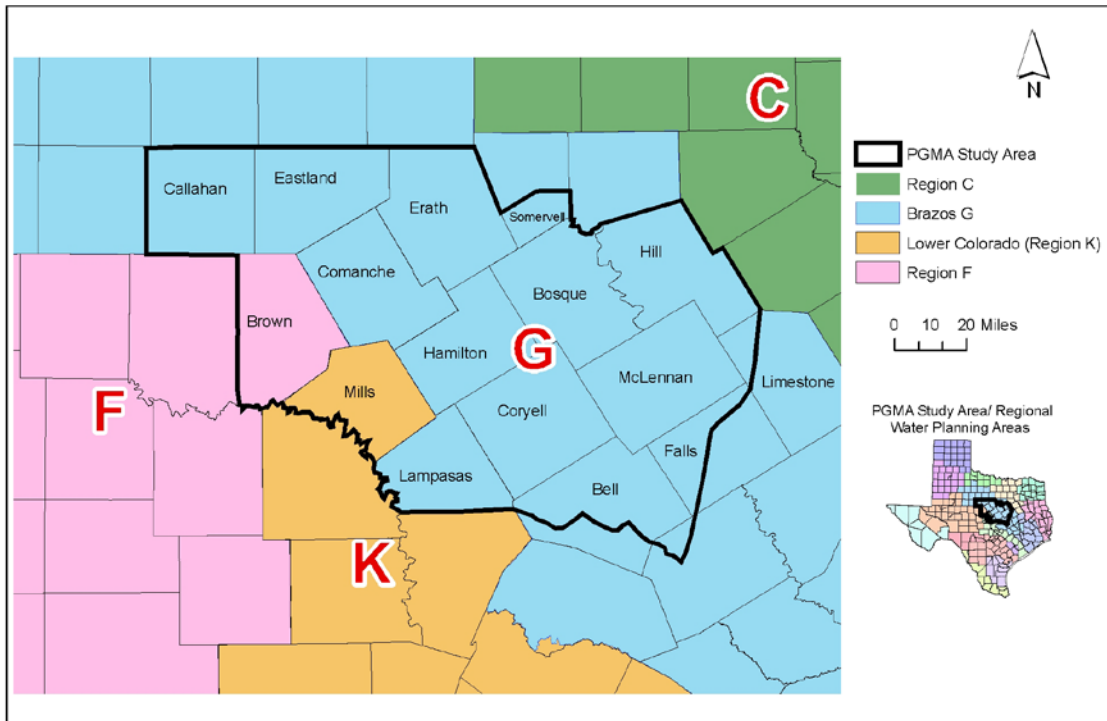 C
N
PGMA Study Area
Region C
Brazos G
Lower Colorado (Region K)
Region F
0 10 20 Miles
PGMA Study Area/ Regional
Water Planning Areas
Callahan
Eastland
Erath
Somervell
Hill
Comanche
Bosque
Brown
Hamilton
G
McLennan
Limestone
Mills
F
Coryell
Falls
Lampasas
Bell
K